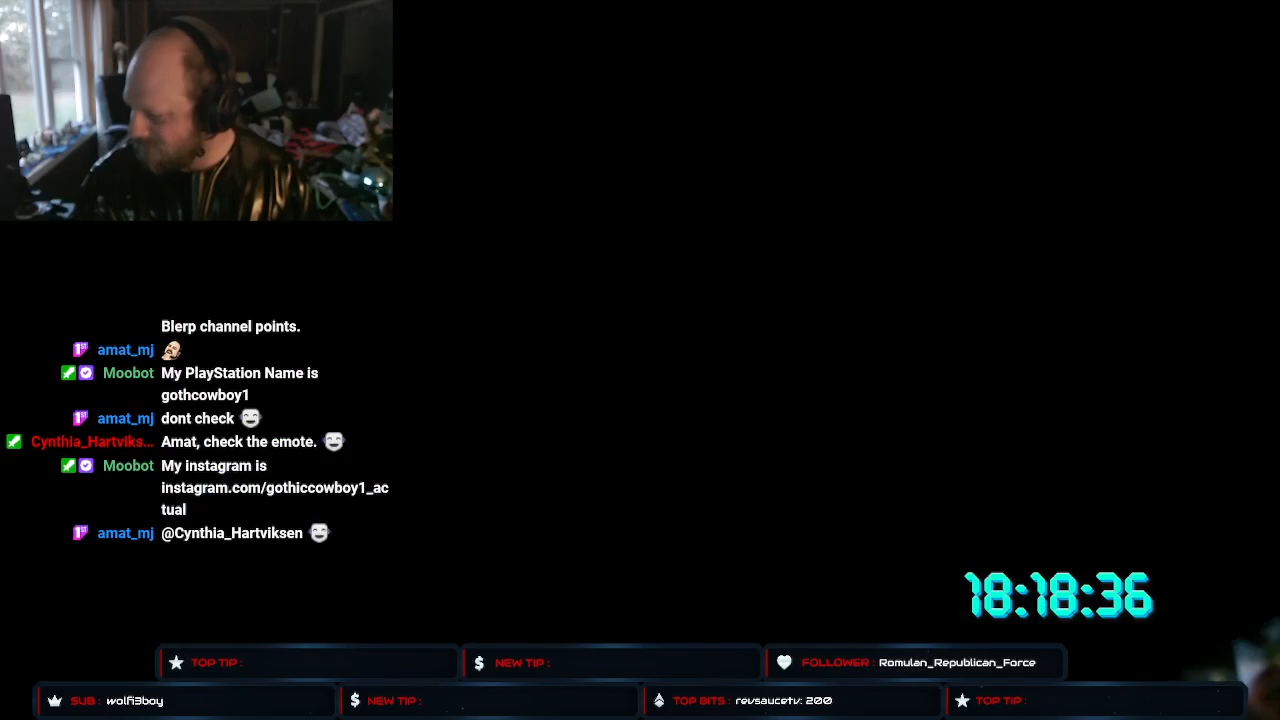 Blerp channel points.
amat_mj
Moobot My PlayStation Name is
gothcowboy1
amat_mj dont check
Cynthia_Hartviks... Amat, check the emote.
Moobot My instagram is
instagram.com/gothiccowboy1_ac
tual
amat_mj @Cynthia_Hartviksen
18:18:36
TOP TIP : NEW TIP : FOLLOWER : Romulan_Republican_Force
SUB : wolfi3boy NEW TIP : TOP BITS : revsaucetv: 200 TOP TIP :